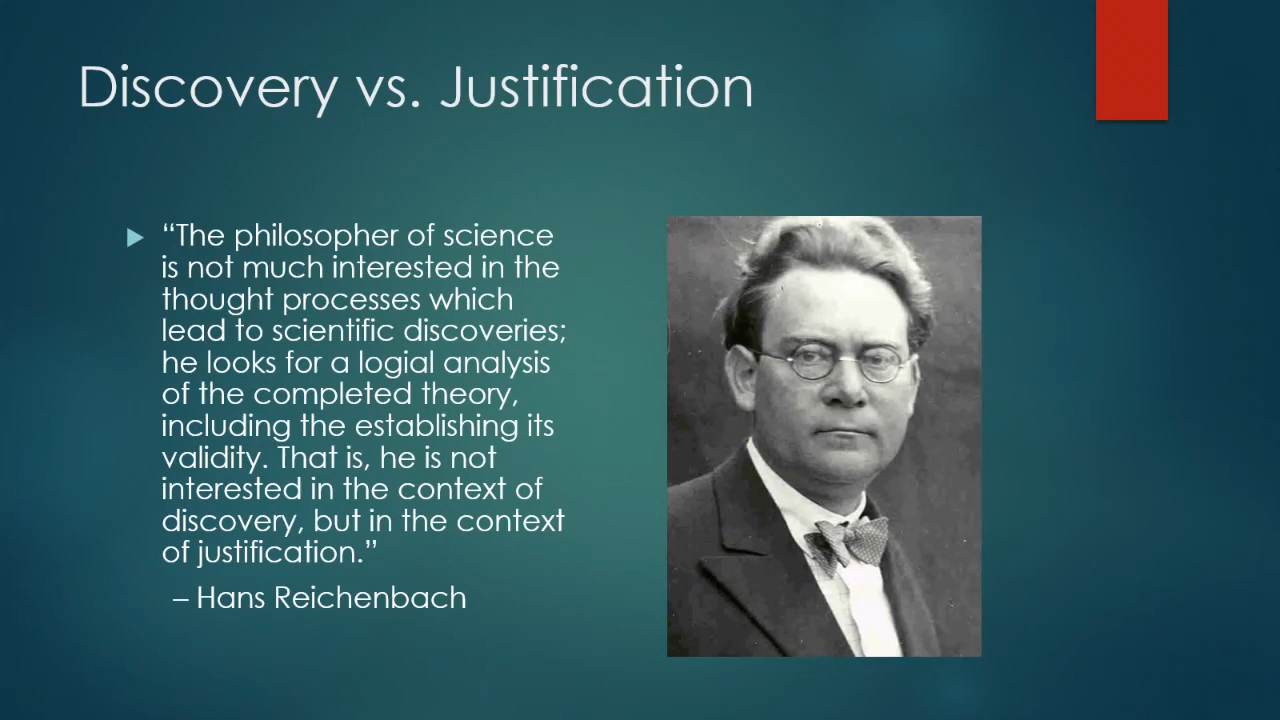 Discovery vs. Justification
“The philosopher of science
is not much interested in the
thought processes which
lead to scientific discoveries;
he looks for a logial analysis
of the completed theory,
including the establishing its
validity. That is, he is not
interested in the context of
discovery, but in the context
of justification.”
– Hans Reichenbach